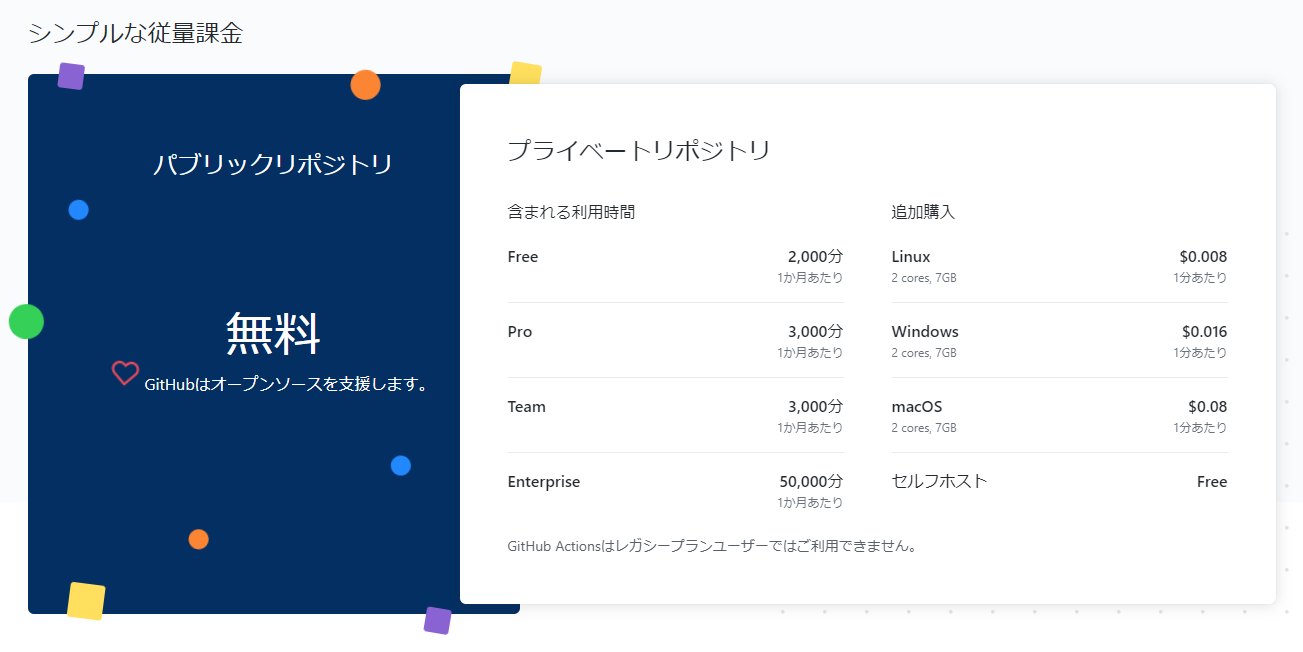 シンプルな従量課金
パブリックリポジトリ
無料
GitHubはオープンソースを支援します。
プライベートリポジトリ
含まれる利用時間
Free 2,000分
1か月あたり
Pro 3,000分
1か月あたり
Team 3,000分
1か月あたり
Enterprise 50,000分
1か月あたり
追加購入
Linux $0.008
2 cores, 7GB 1分あたり
Windows $0.016
2 cores, 7GB 1分あたり
macOS $0.08
2 cores, 7GB 1分あたり
セルフホスト Free
GitHub Actionsはレガシープランユーザーではご利用できません。